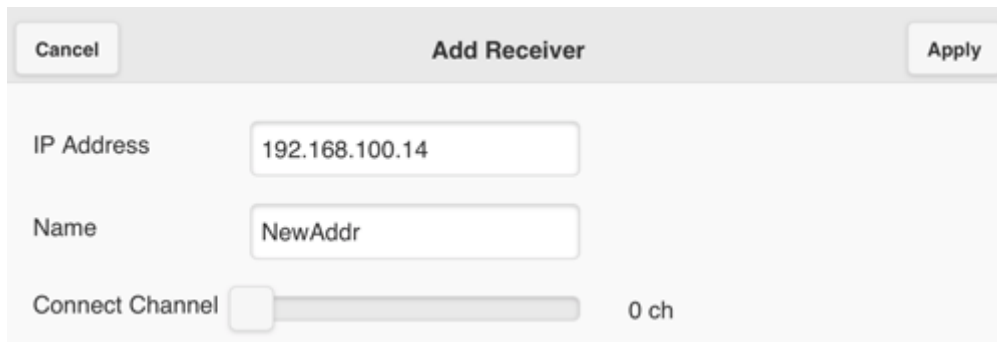 Cancel Add Receiver Apply
IP Address 192.168.100.14
Name NewAddr
Connect Channel 0 ch